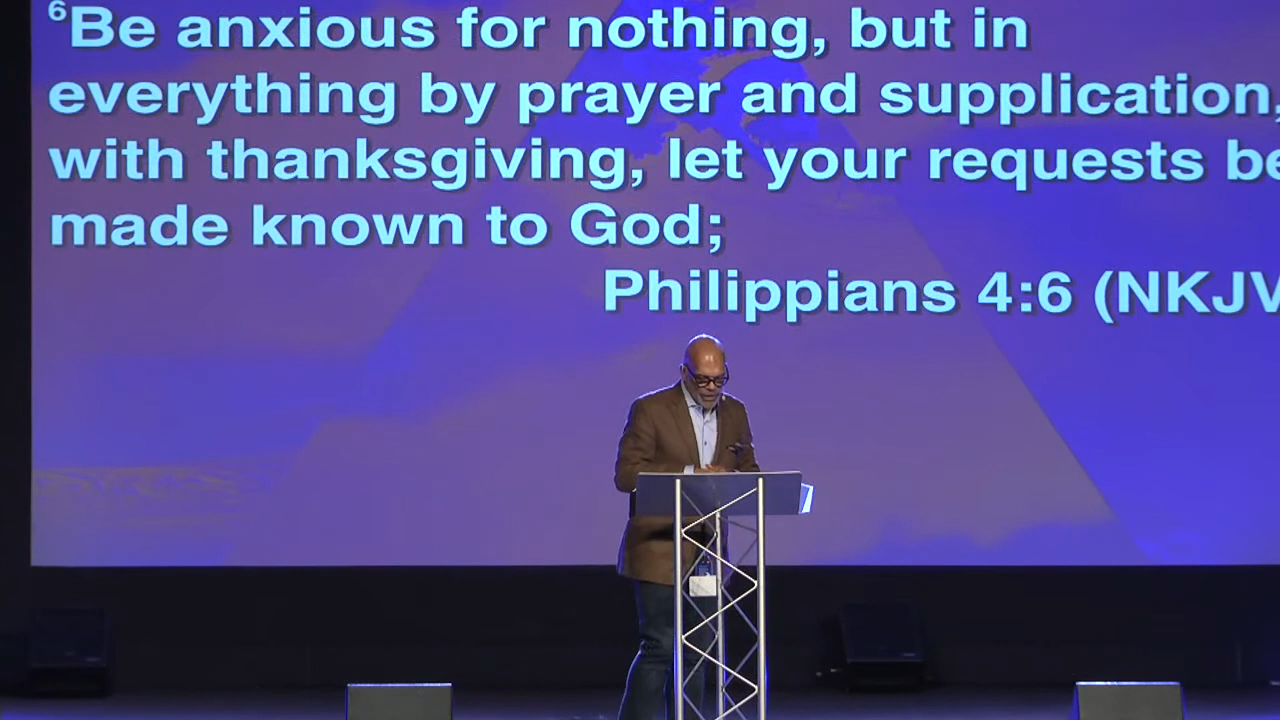 ⁶Be anxious for nothing, but in
everything by prayer and supplication,
with thanksgiving, let your requests be
made known to God;
Philippians 4:6 (NKJV